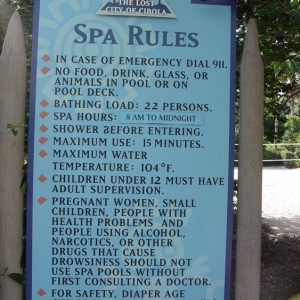 THE LOST
CITY OF CIBOLA
SPA RULES
IN CASE OF EMERGENCY DIAL 911.
NO FOOD, DRINK, GLASS, OR
ANIMALS IN POOL OR ON
POOL DECK.
BATHING LOAD: 22 PERSONS.
SPA HOURS: 8 AM TO MIDNIGHT
SHOWER BEFORE ENTERING.
MAXIMUM USE: 15 MINUTES.
MAXIMUM WATER
TEMPERATURE: 104°F.
CHILDREN UNDER 12 MUST HAVE
ADULT SUPERVISION.
PREGNANT WOMEN, SMALL
CHILDREN, PEOPLE WITH
HEALTH PROBLEMS AND
PEOPLE USING ALCOHOL,
NARCOTICS, OR OTHER
DRUGS THAT CAUSE
DROWSINESS SHOULD NOT
USE SPA POOLS WITHOUT
FIRST CONSULTING A DOCTOR.
FOR SAFETY, DIAPER AGE